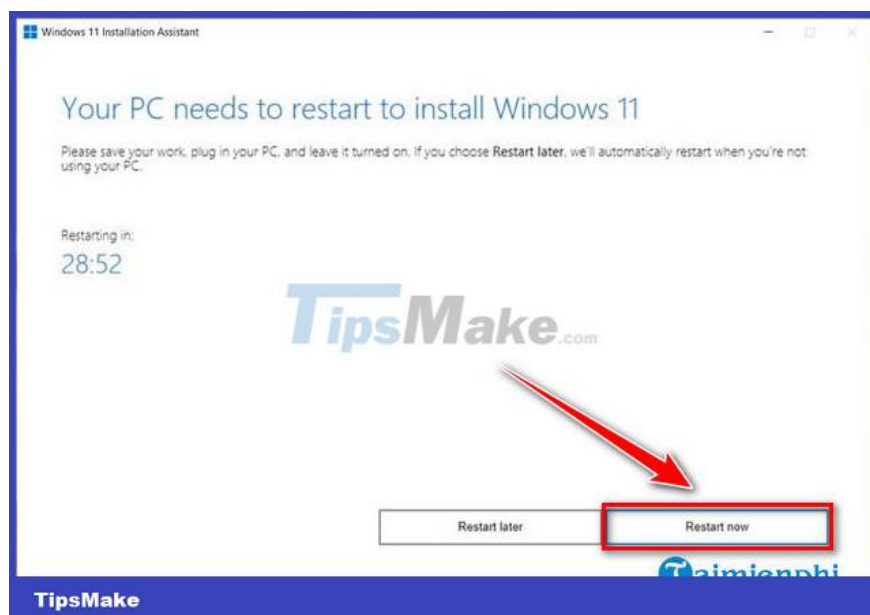 Windows 11 Installation Assistant
Your PC needs to restart to install Windows 11
Please save your work, plug in your PC, and leave it turned on. If you choose Restart later, we'll automatically restart when you're not
using your PC.
Restarting in:
28:52
TipsMake.com
Restart later
Restart now
Taimienphi
TipsMake